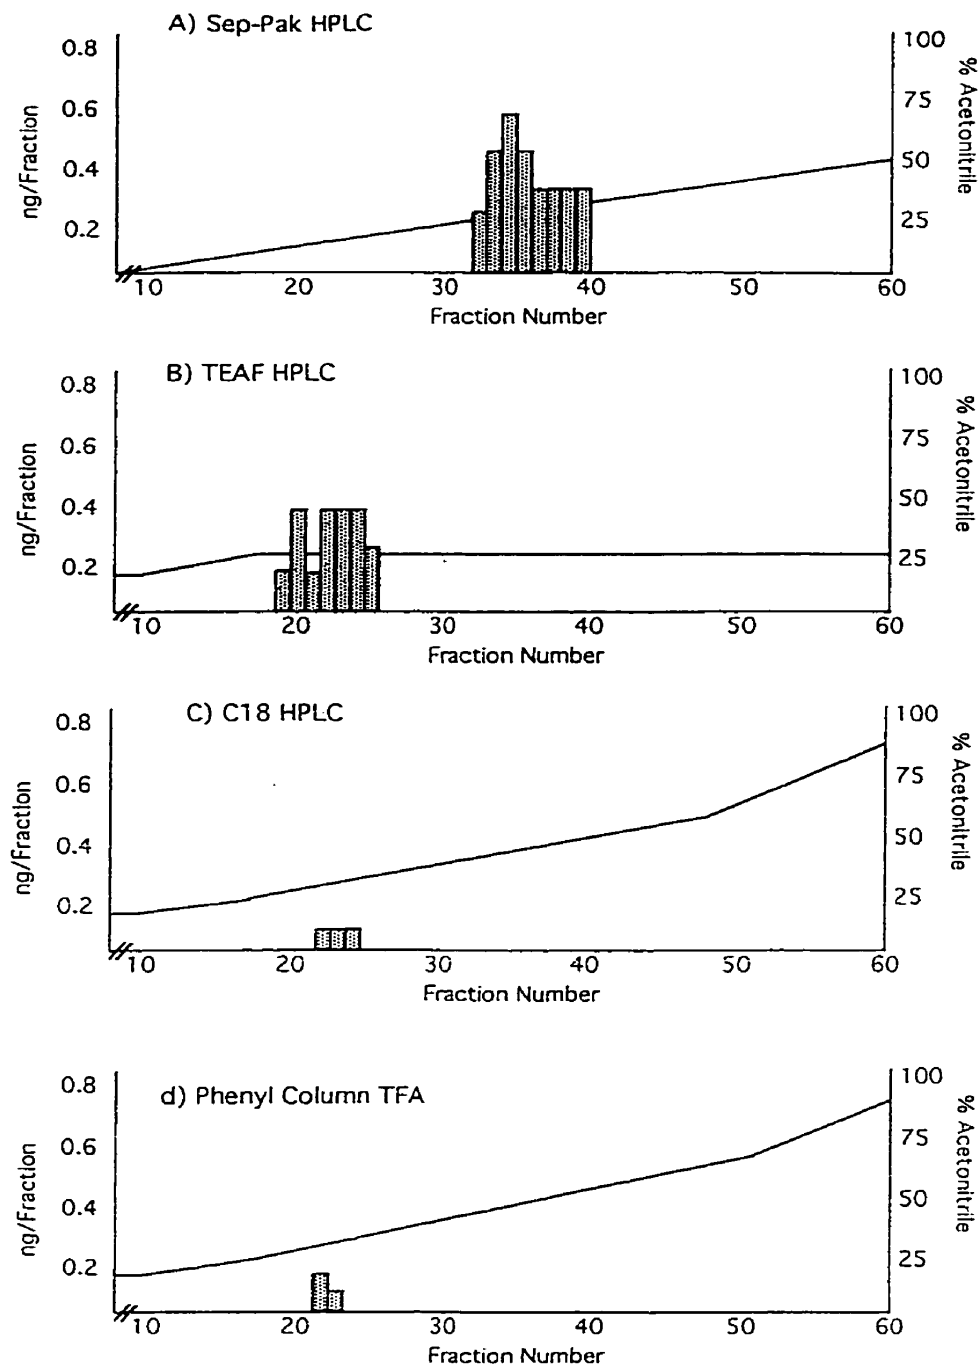 A) Sep-Pak HPLC
0.8
0.6
0.4
0.2
ng/Fraction
100
75
50
25
% Acetonitrile
10 20 30 40 50 60
Fraction Number
B) TEAF HPLC
0.8
0.6
0.4
0.2
ng/Fraction
100
75
50
25
% Acetonitrile
10 20 30 40 50 60
Fraction Number
C) C18 HPLC
0.8
0.6
0.4
0.2
ng/Fraction
100
75
50
25
% Acetonitrile
10 20 30 40 50 60
Fraction Number
d) Phenyl Column TFA
0.8
0.6
0.4
0.2
ng/Fraction
100
75
50
25
% Acetonitrile
10 20 30 40 50 60
Fraction Number